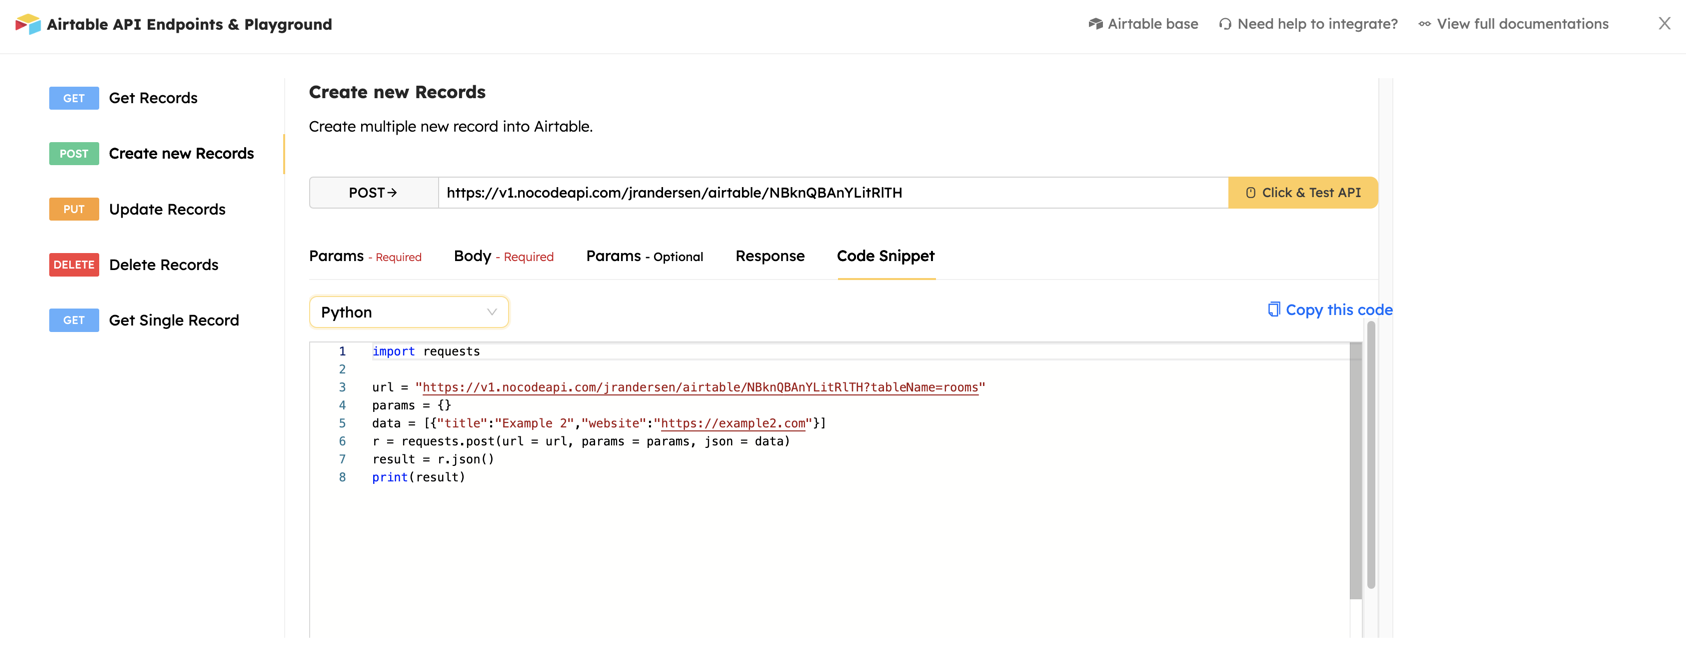 Airtable API Endpoints & Playground
Airtable base
Need help to integrate?
View full documentations
GET Get Records
POST Create new Records
PUT Update Records
DELETE Delete Records
GET Get Single Record
Create new Records
Create multiple new record into Airtable.
POST→ https://v1.nocodeapi.com/jrandersen/airtable/NBknQBAnYLitRlTH Click & Test API
Params - Required Body - Required Params - Optional Response Code Snippet
Python
Copy this code
1 import requests
2
3 url = "https://v1.nocodeapi.com/jrandersen/airtable/NBknQBAnYLitRlTH?tableName=rooms"
4 params = {}
5 data = [{"title":"Example 2","website":"https://example2.com"}]
6 r = requests.post(url = url, params = params, json = data)
7 result = r.json()
8 print(result)